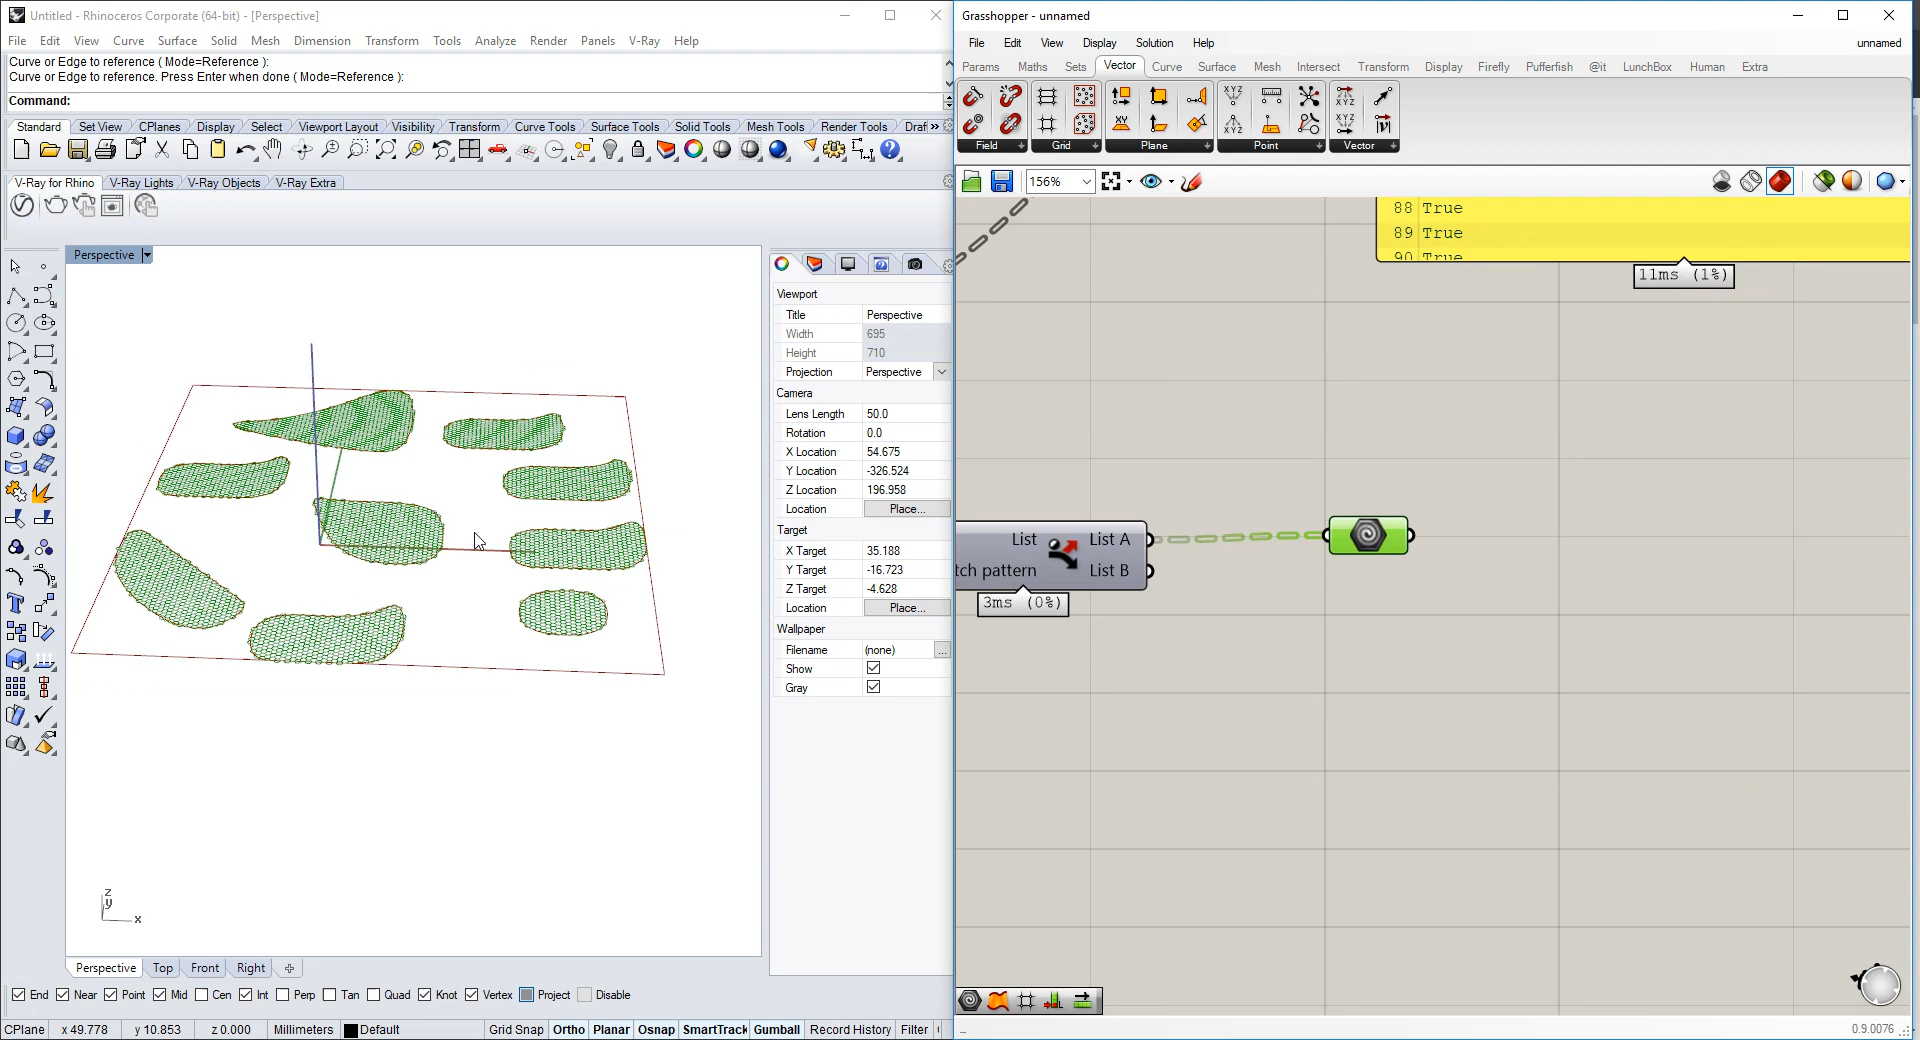 Untitled - Rhinoceros Corporate (64-bit) - [Perspective]
File Edit View Curve Surface Solid Mesh Dimension Transform Tools Analyze Render Panels V-Ray Help
Curve or Edge to reference ( Mode=Reference ):
Curve or Edge to reference. Press Enter when done ( Mode=Reference ):
Command:
Standard Set View CPlanes Display Select Viewport Layout Visibility Transform Curve Tools Surface Tools Solid Tools Mesh Tools Render Tools Draf »
V-Ray for Rhino V-Ray Lights V-Ray Objects V-Ray Extra
Perspective
Viewport
Title Perspective
Width 695
Height 710
Projection Perspective
Camera
Lens Length 50.0
Rotation 0.0
X Location 54.675
Y Location -326.524
Z Location 196.958
Location Place...
Target
X Target 35.188
Y Target -16.723
Z Target -4.628
Location Place...
Wallpaper
Filename (none) ...
Show
Gray
z
y
x
Perspective Top Front Right
End Near Point Mid Cen Int Perp Tan Quad Knot Vertex Project Disable
CPlane x 49.778 y 10.853 z 0.000 Millimeters Default Grid Snap Ortho Planar Osnap SmartTrack Gumball Record History Filter
Grasshopper - unnamed
File Edit View Display Solution Help unnamed
Params Maths Sets Vector Curve Surface Mesh Intersect Transform Display Firefly Pufferfish @it LunchBox Human Extra
XYZ XYZ
XY XYZ XYZ
Field Grid Plane Point Vector
156%
88 True
89 True
90 True
11ms (1%)
List List A
tch pattern List B
3ms (0%)
...
0.9.0076